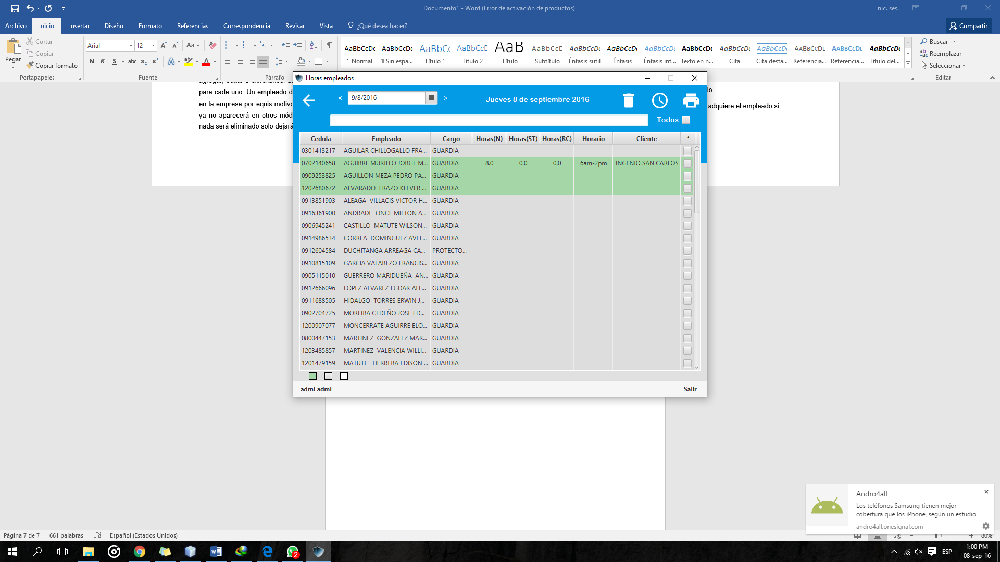 Documento1 - Word (Error de activación de productos)
Inic. ses.
Archivo Inicio Insertar Diseño Formato Referencias Correspondencia Revisar Vista ¿Qué desea hacer? Compartir
Pegar
Cortar
Copiar
Copiar formato
Portapapeles
Arial 12
Aa
N K S abc x₂ x²
A A
Fuente
Párrafo
AaBbCcDc AaBbCcDc AaBbCc AaBbCcD AaB AaBbCcD AaBbCcDc AaBbCcDc AaBbCcDc AaBbCcDc AaBbCcDc AaBbCcDc AABBCCDE AABBCCDE AaBbCcDc
¶ Normal ¶ Sin espa... Título 1 Título 2 Título Subtítulo Énfasis sutil Énfasis Énfasis int... Texto en n... Cita Cita desta... Referencia... Referencia... Título del...
Buscar
Reemplazar
Seleccionar
Editar
para cada uno. Un empleado d
en la empresa por equis motivo
ya no aparecerá en otros mód
nada será eliminado solo dejará
io.
adquiere el empleado si
Horas empleados
< 9/8/2016 > Jueves 8 de septiembre 2016
Todos
Cedula Empleado Cargo Horas(N) Horas(ST) Horas(RC) Horario Cliente *
0301413217 AGUILAR CHILLOGALLO FRA... GUARDIA
0702140658 AGUIRRE MURILLO JORGE M... GUARDIA 8.0 0.0 0.0 6am-2pm INGENIO SAN CARLOS
0909253825 AGUILLON MEZA PEDRO PA... GUARDIA
1202680672 ALVARADO ERAZO KLEVER ... GUARDIA
0913851903 ALEAGA VILLACIS VICTOR H... GUARDIA
0916361900 ANDRADE ONCE MILTON A... GUARDIA
0906945241 CASTILLO MATUTE WILSON... GUARDIA
0914986534 CORREA DOMINGUEZ AVEL... GUARDIA
0912604584 DUCHITANGA ARREAGA CA... PROTECTO...
0910815109 GARCIA VALAREZO FRANCIS... GUARDIA
0905115010 GUERRERO MARIDUEÑA AN... GUARDIA
0912666096 LOPEZ ALVAREZ EGDAR ALF... GUARDIA
0911688505 HIDALGO TORRES ERWIN J... GUARDIA
0902704725 MOREIRA CEDEÑO JOSE ED... GUARDIA
1200907077 MONCERRATE AGUIRRE ELO... GUARDIA
0800447153 MARTINEZ GONZALEZ MAR... GUARDIA
1203485857 MARTINEZ VALENCIA WILLI... GUARDIA
1201479159 MATUTE HERRERA EDISON ... GUARDIA
admi admi
Salir
Andro4all
Los teléfonos Samsung tienen mejor
cobertura que los iPhone, según un estudio
andro4all.onesignal.com
Página 7 de 7 661 palabras Español (Estados Unidos) 80%
2
ESP
1:00 PM
08-sep-16